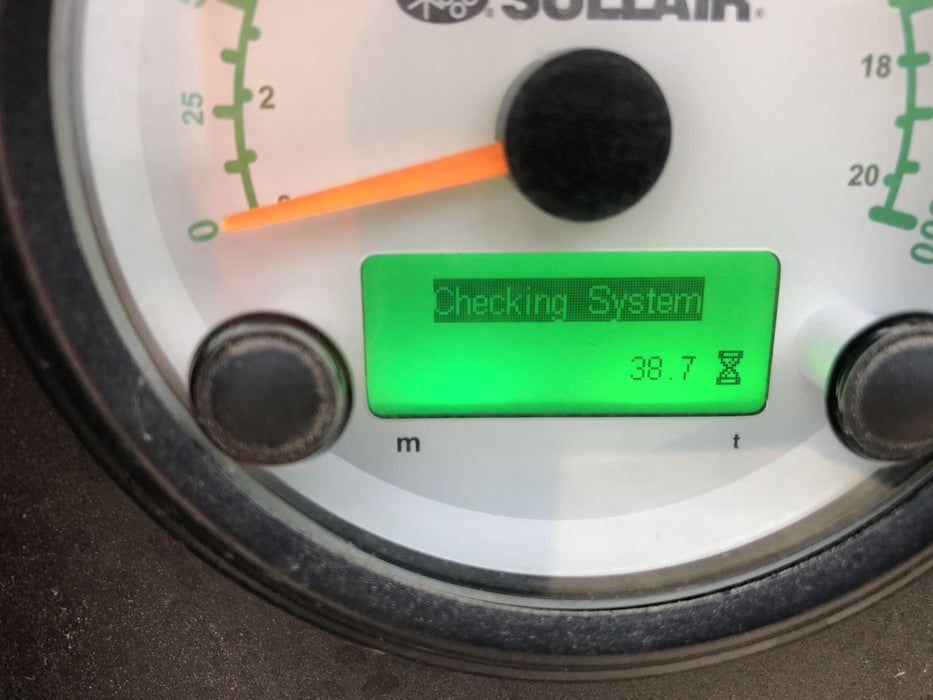 SULLAIR
25
2
0
18
20
Checking System
38.7
m
t